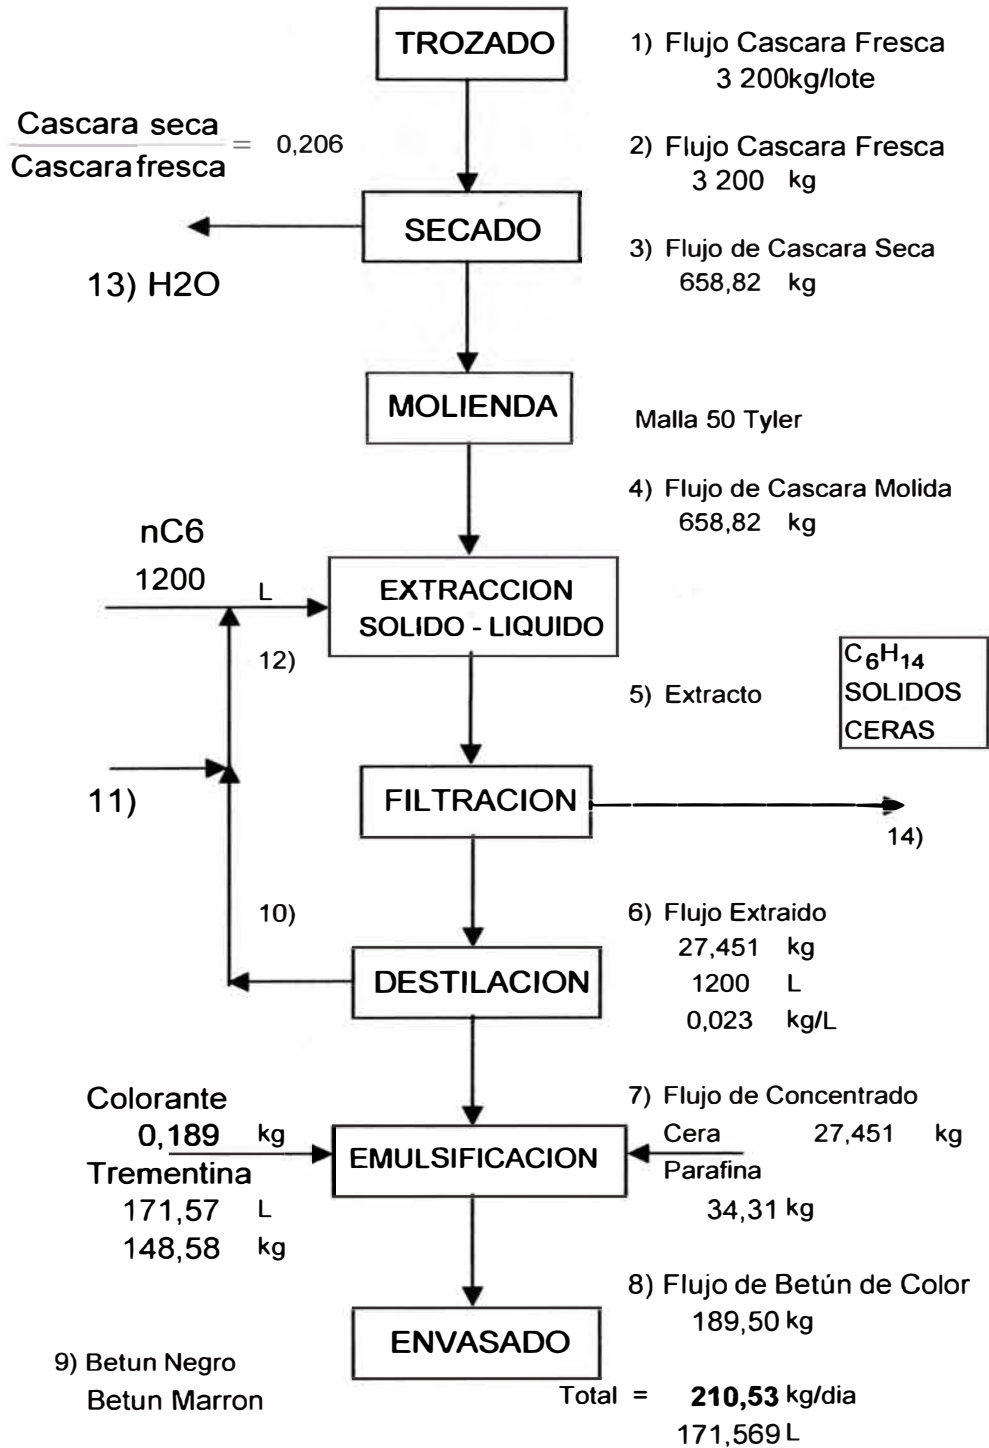 TROZADO
1) Flujo Cascara Fresca
3 200kg/lote
Cascara seca
Cascara fresca
= 0,206
2) Flujo Cascara Fresca
3 200 kg
SECADO
3) Flujo de Cascara Seca
658,82 kg
13) H2O
MOLIENDA
Malla 50 Tyler
4) Flujo de Cascara Molida
658,82 kg
nC6
1200 L
EXTRACCION
SOLIDO - LIQUIDO
12)
5) Extracto
C6H14
SOLIDOS
CERAS
11)
FILTRACION
14)
10)
6) Flujo Extraido
27,451 kg
1200 L
0,023 kg/L
DESTILACION
Colorante
0,189 kg
Trementina
171,57 L
148,58 kg
EMULSIFICACION
7) Flujo de Concentrado
Cera 27,451 kg
Parafina
34,31 kg
8) Flujo de Betún de Color
189,50 kg
ENVASADO
9) Betun Negro
Betun Marron
Total = 210,53 kg/dia
171,569 L